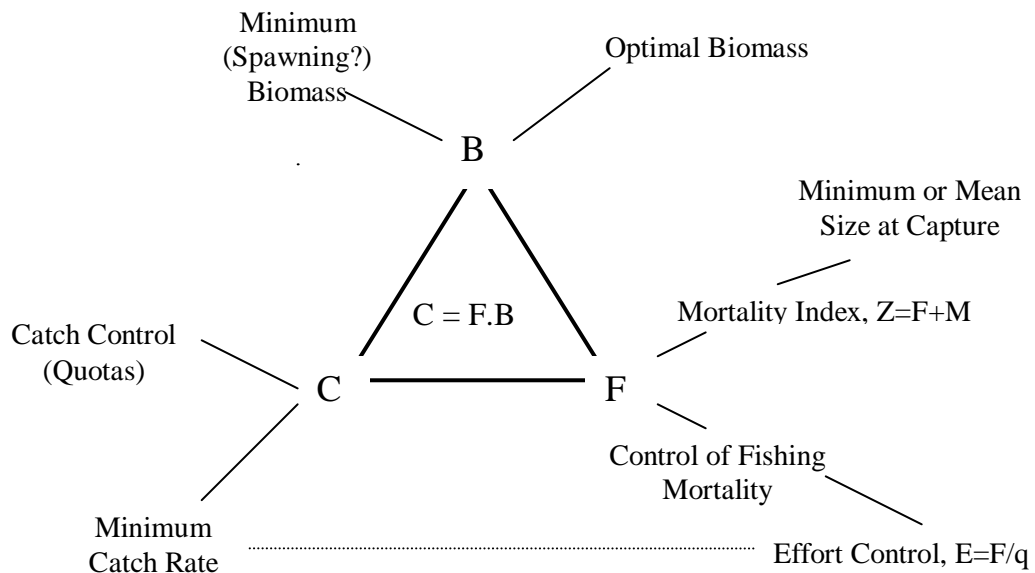 Minimum
(Spawning?)
Biomass
Optimal Biomass
B
Minimum or Mean
Size at Capture
C = F.B
Mortality Index, Z=F+M
Catch Control
(Quotas)
C
F
Control of Fishing
Mortality
Minimum
Catch Rate
Effort Control, E=F/q